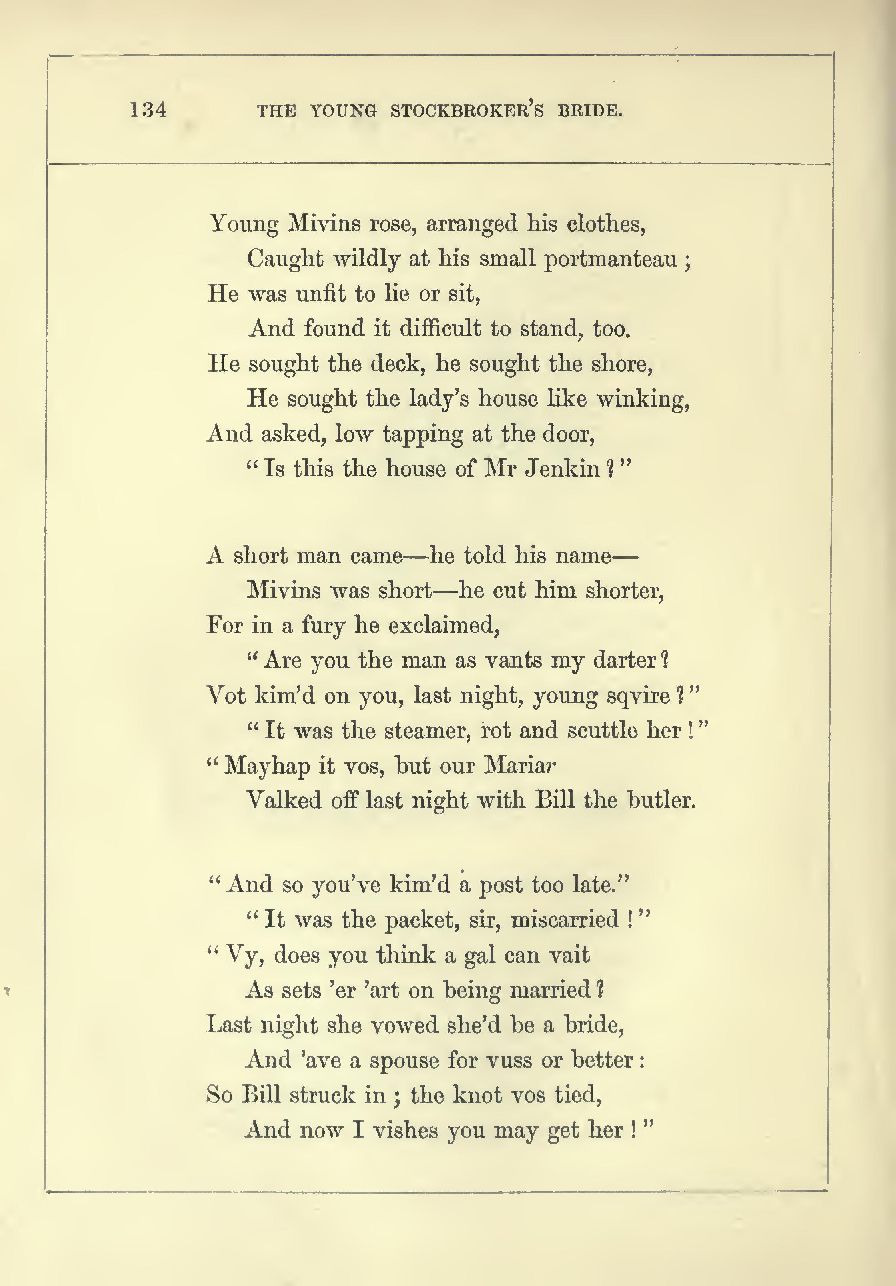 134 THE YOUNG STOCKBROKER'S BRIDE.
Young Mivins rose, arranged his clothes,
Caught wildly at his small portmanteau ;
He was unfit to lie or sit,
And found it difficult to stand, too.
He sought the deck, he sought the shore,
He sought the lady's house like winking,
And asked, low tapping at the door,
“ Is this the house of Mr Jenkin ? ”
A short man came—he told his name—
Mivins was short—he cut him shorter,
For in a fury he exclaimed,
“ Are you the man as vants my darter ?
Vot kim'd on you, last night, young sqvire ? ”
“ It was the steamer, rot and scuttle her ! ”
“ Mayhap it vos, but our Mariar
Valked off last night with Bill the butler.
“ And so you've kim'd a post too late.”
“ It was the packet, sir, miscarried ! ”
“ Vy, does you think a gal can vait
As sets 'er 'art on being married ?
Last night she vowed she'd be a bride,
And 'ave a spouse for vuss or better :
So Bill struck in ; the knot vos tied,
And now I vishes you may get her ! ”